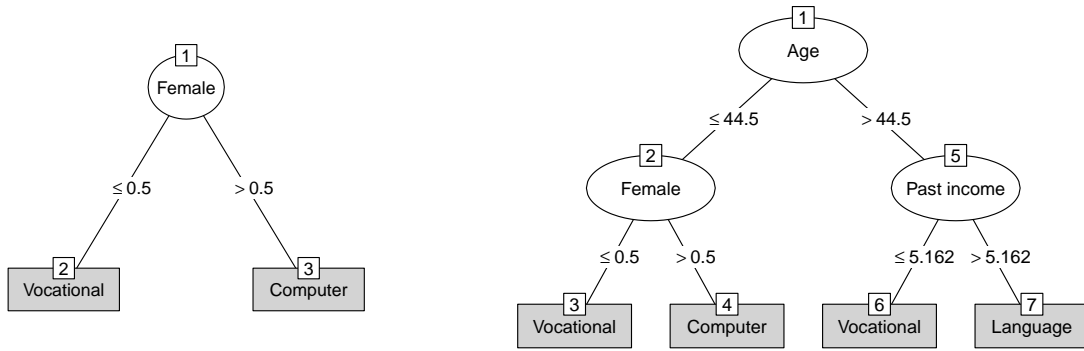 1
Female
≤ 0.5
> 0.5
2
Vocational
3
Computer
1
Age
≤ 44.5
> 44.5
2
Female
5
Past income
≤ 0.5
> 0.5
≤ 5.162
> 5.162
3
Vocational
4
Computer
6
Vocational
7
Language